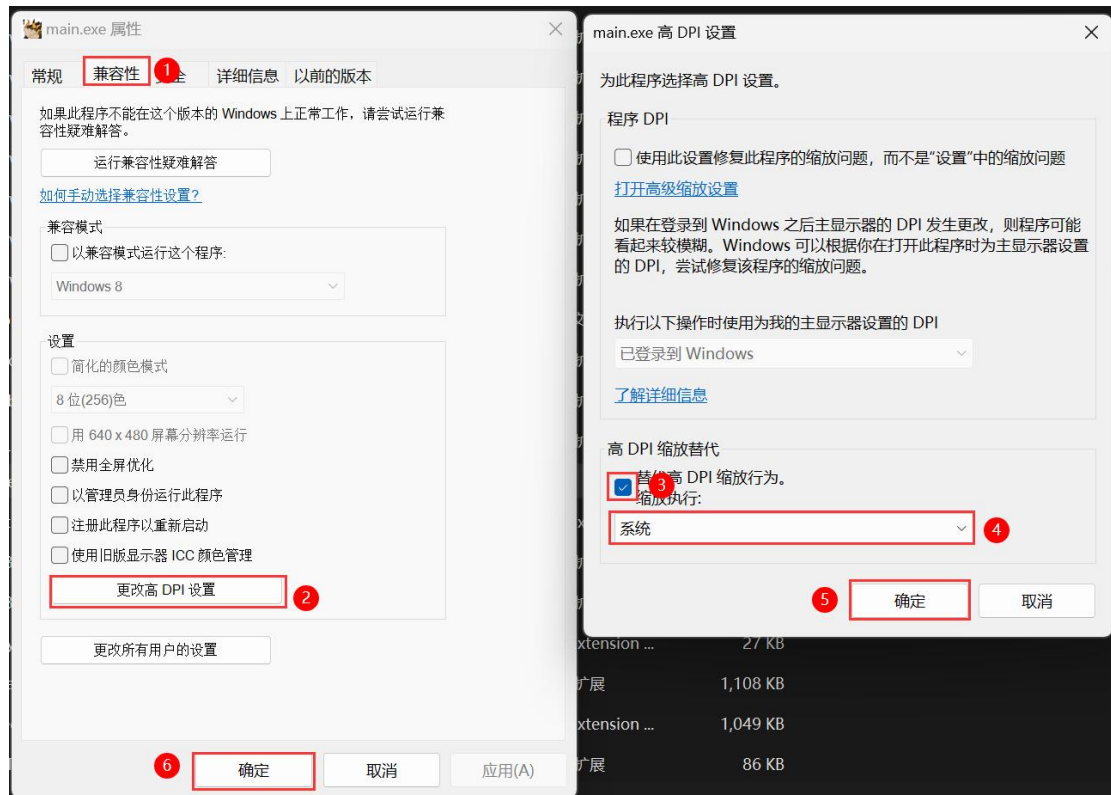 main.exe 属性
常规
兼容性
1
全
详细信息
以前的版本
如果此程序不能在这个版本的 Windows 上正常工作，请尝试运行兼
容性疑难解答。
运行兼容性疑难解答
如何手动选择兼容性设置?
兼容模式
以兼容模式运行这个程序:
Windows 8
设置
简化的颜色模式
8 位(256)色
用 640 x 480 屏幕分辨率运行
禁用全屏优化
以管理员身份运行此程序
注册此程序以重新启动
使用旧版显示器 ICC 颜色管理
更改高 DPI 设置
2
更改所有用户的设置
6
确定
取消
应用(A)
main.exe 高 DPI 设置
为此程序选择高 DPI 设置。
程序 DPI
使用此设置修复此程序的缩放问题，而不是“设置”中的缩放问题
打开高级缩放设置
如果在登录到 Windows 之后主显示器的 DPI 发生更改，则程序可能
看起来较模糊。Windows 可以根据你在打开此程序时为主显示器设置
的 DPI，尝试修复该程序的缩放问题。
执行以下操作时使用为我的主显示器设置的 DPI
已登录到 Windows
了解详细信息
高 DPI 缩放替代
替代高 DPI 缩放行为。
3
缩放执行:
系统
4
5
确定
取消
xtension ... 27 KB
扩展 1,108 KB
xtension ... 1,049 KB
扩展 86 KB